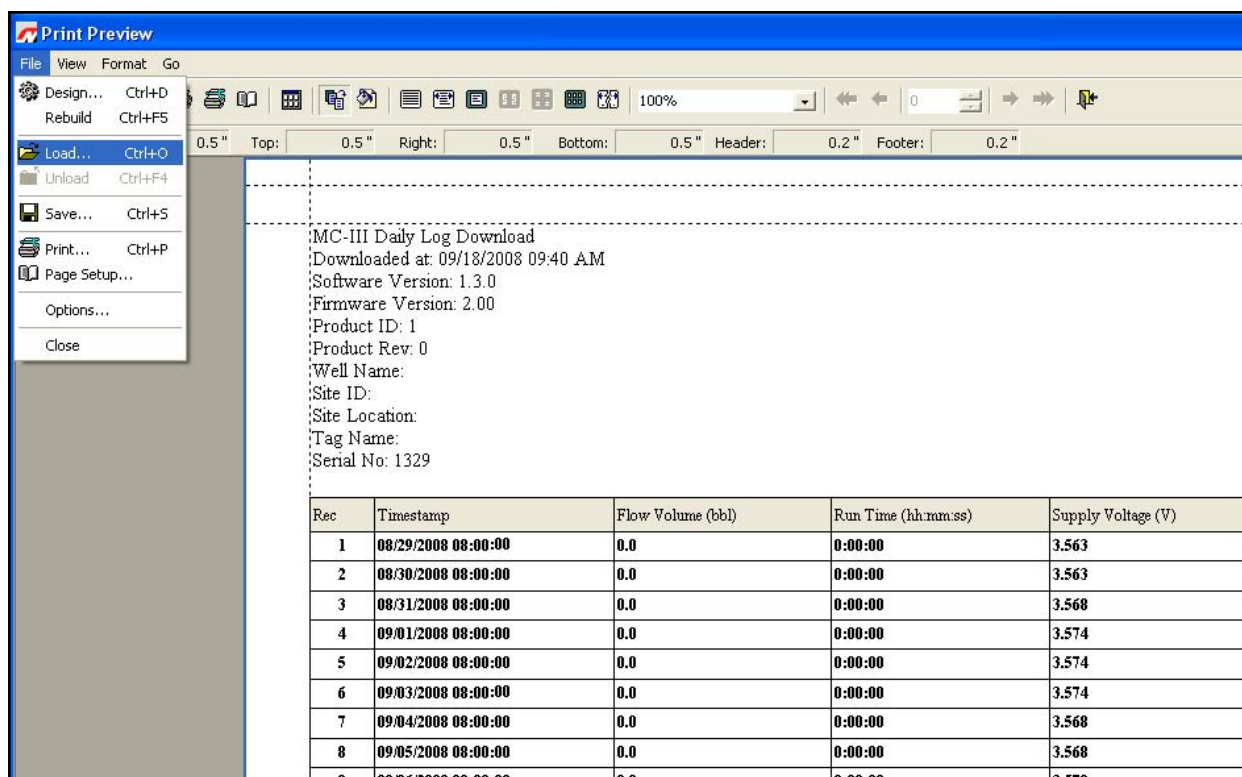 Print Preview
File View Format Go
Design... Ctrl+D
Rebuild Ctrl+F5
Load... Ctrl+O
Unload Ctrl+F4
Save... Ctrl+S
Print... Ctrl+P
Page Setup...
Options...
Close
100% 0
0.5 " Top: 0.5 " Right: 0.5 " Bottom: 0.5 " Header: 0.2 " Footer: 0.2 "
MC-III Daily Log Download
Downloaded at: 09/18/2008 09:40 AM
Software Version: 1.3.0
Firmware Version: 2.00
Product ID: 1
Product Rev: 0
Well Name:
Site ID:
Site Location:
Tag Name:
Serial No: 1329
Rec Timestamp Flow Volume (bbl) Run Time (hh:mm:ss) Supply Voltage (V)
1 08/29/2008 08:00:00 0.0 0:00:00 3.563
2 08/30/2008 08:00:00 0.0 0:00:00 3.563
3 08/31/2008 08:00:00 0.0 0:00:00 3.568
4 09/01/2008 08:00:00 0.0 0:00:00 3.574
5 09/02/2008 08:00:00 0.0 0:00:00 3.574
6 09/03/2008 08:00:00 0.0 0:00:00 3.574
7 09/04/2008 08:00:00 0.0 0:00:00 3.568
8 09/05/2008 08:00:00 0.0 0:00:00 3.568